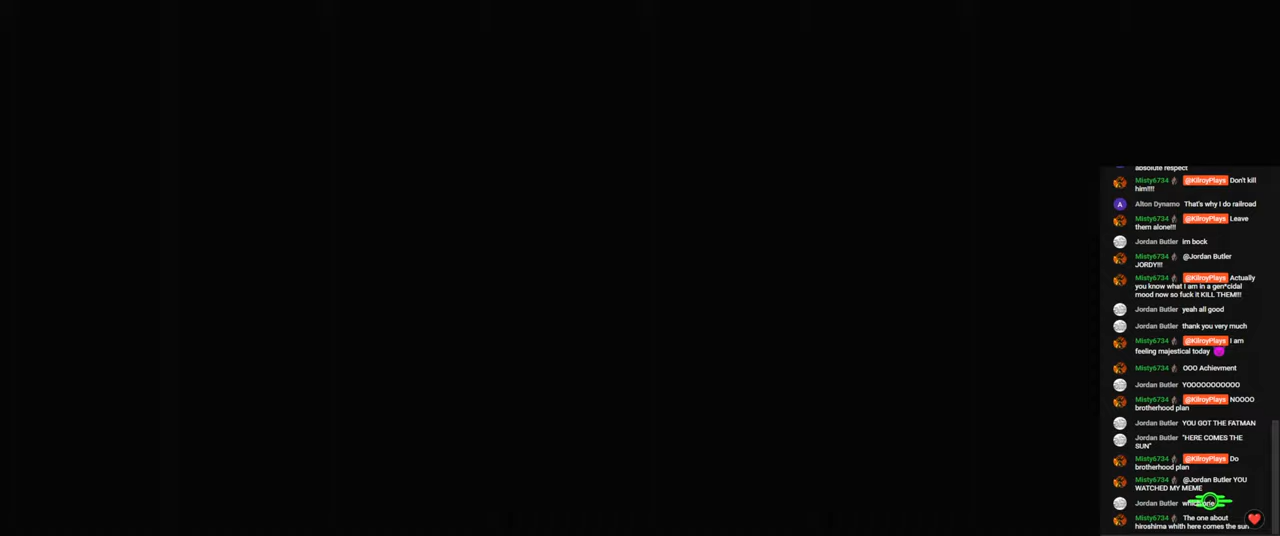 absolute respect
Misty6734 @KilroyPlays Don't kill
him!!!!
A Alton Dynamo That's why I do railroad
Misty6734 @KilroyPlays Leave
them alone!!!
Jordan Butler im bock
Misty6734 @Jordan Butler
JORDY!!!
Misty6734 @KilroyPlays Actually
you know what I am in a gen*cidal
mood now so fuck it KILL THEM!!!
Jordan Butler yeah all good
Jordan Butler thank you very much
Misty6734 @KilroyPlays I am
feeling majestical today
Misty6734 OOO Achievment
Jordan Butler YOOOOOOOOOOO
Misty6734 @KilroyPlays NOOOO
brotherhood plan
Jordan Butler YOU GOT THE FATMAN
Jordan Butler "HERE COMES THE
SUN"
Misty6734 @KilroyPlays Do
brotherhood plan
Misty6734 @Jordan Butler YOU
WATCHED MY MEME
Jordan Butler
Misty6734 The one about
hiroshima whith here comes the sun